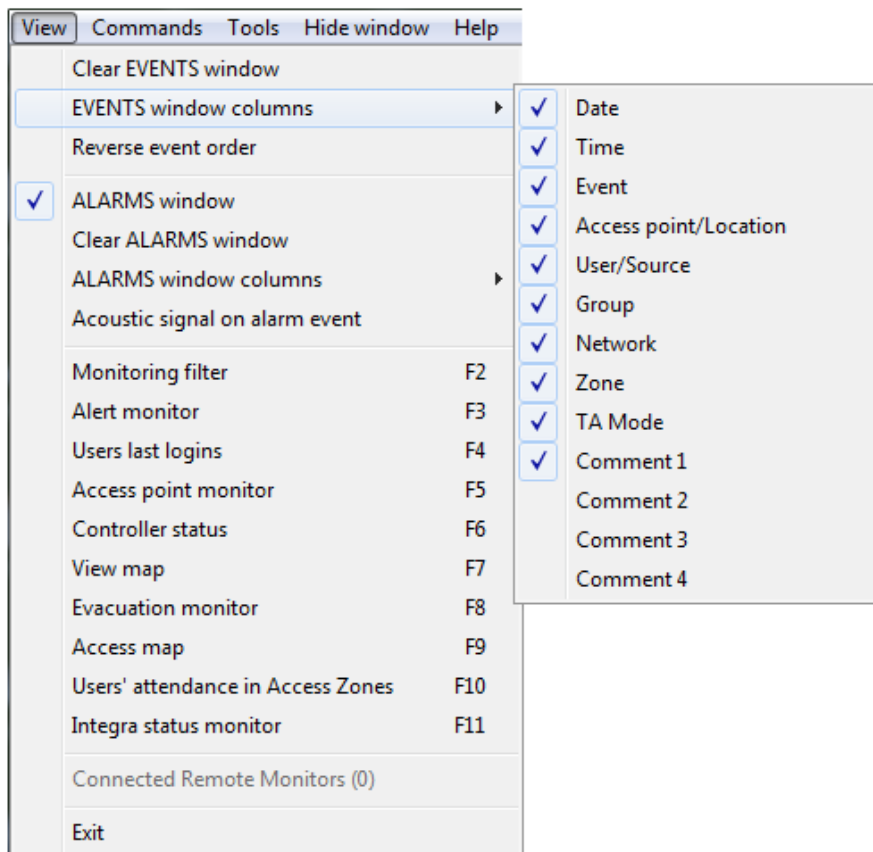 View Commands Tools Hide window Help
Clear EVENTS window
EVENTS window columns
Reverse event order
ALARMS window
Clear ALARMS window
ALARMS window columns
Acoustic signal on alarm event
Monitoring filter F2
Alert monitor F3
Users last logins F4
Access point monitor F5
Controller status F6
View map F7
Evacuation monitor F8
Access map F9
Users' attendance in Access Zones F10
Integra status monitor F11
Connected Remote Monitors (0)
Exit
Date
Time
Event
Access point/Location
User/Source
Group
Network
Zone
TA Mode
Comment 1
Comment 2
Comment 3
Comment 4